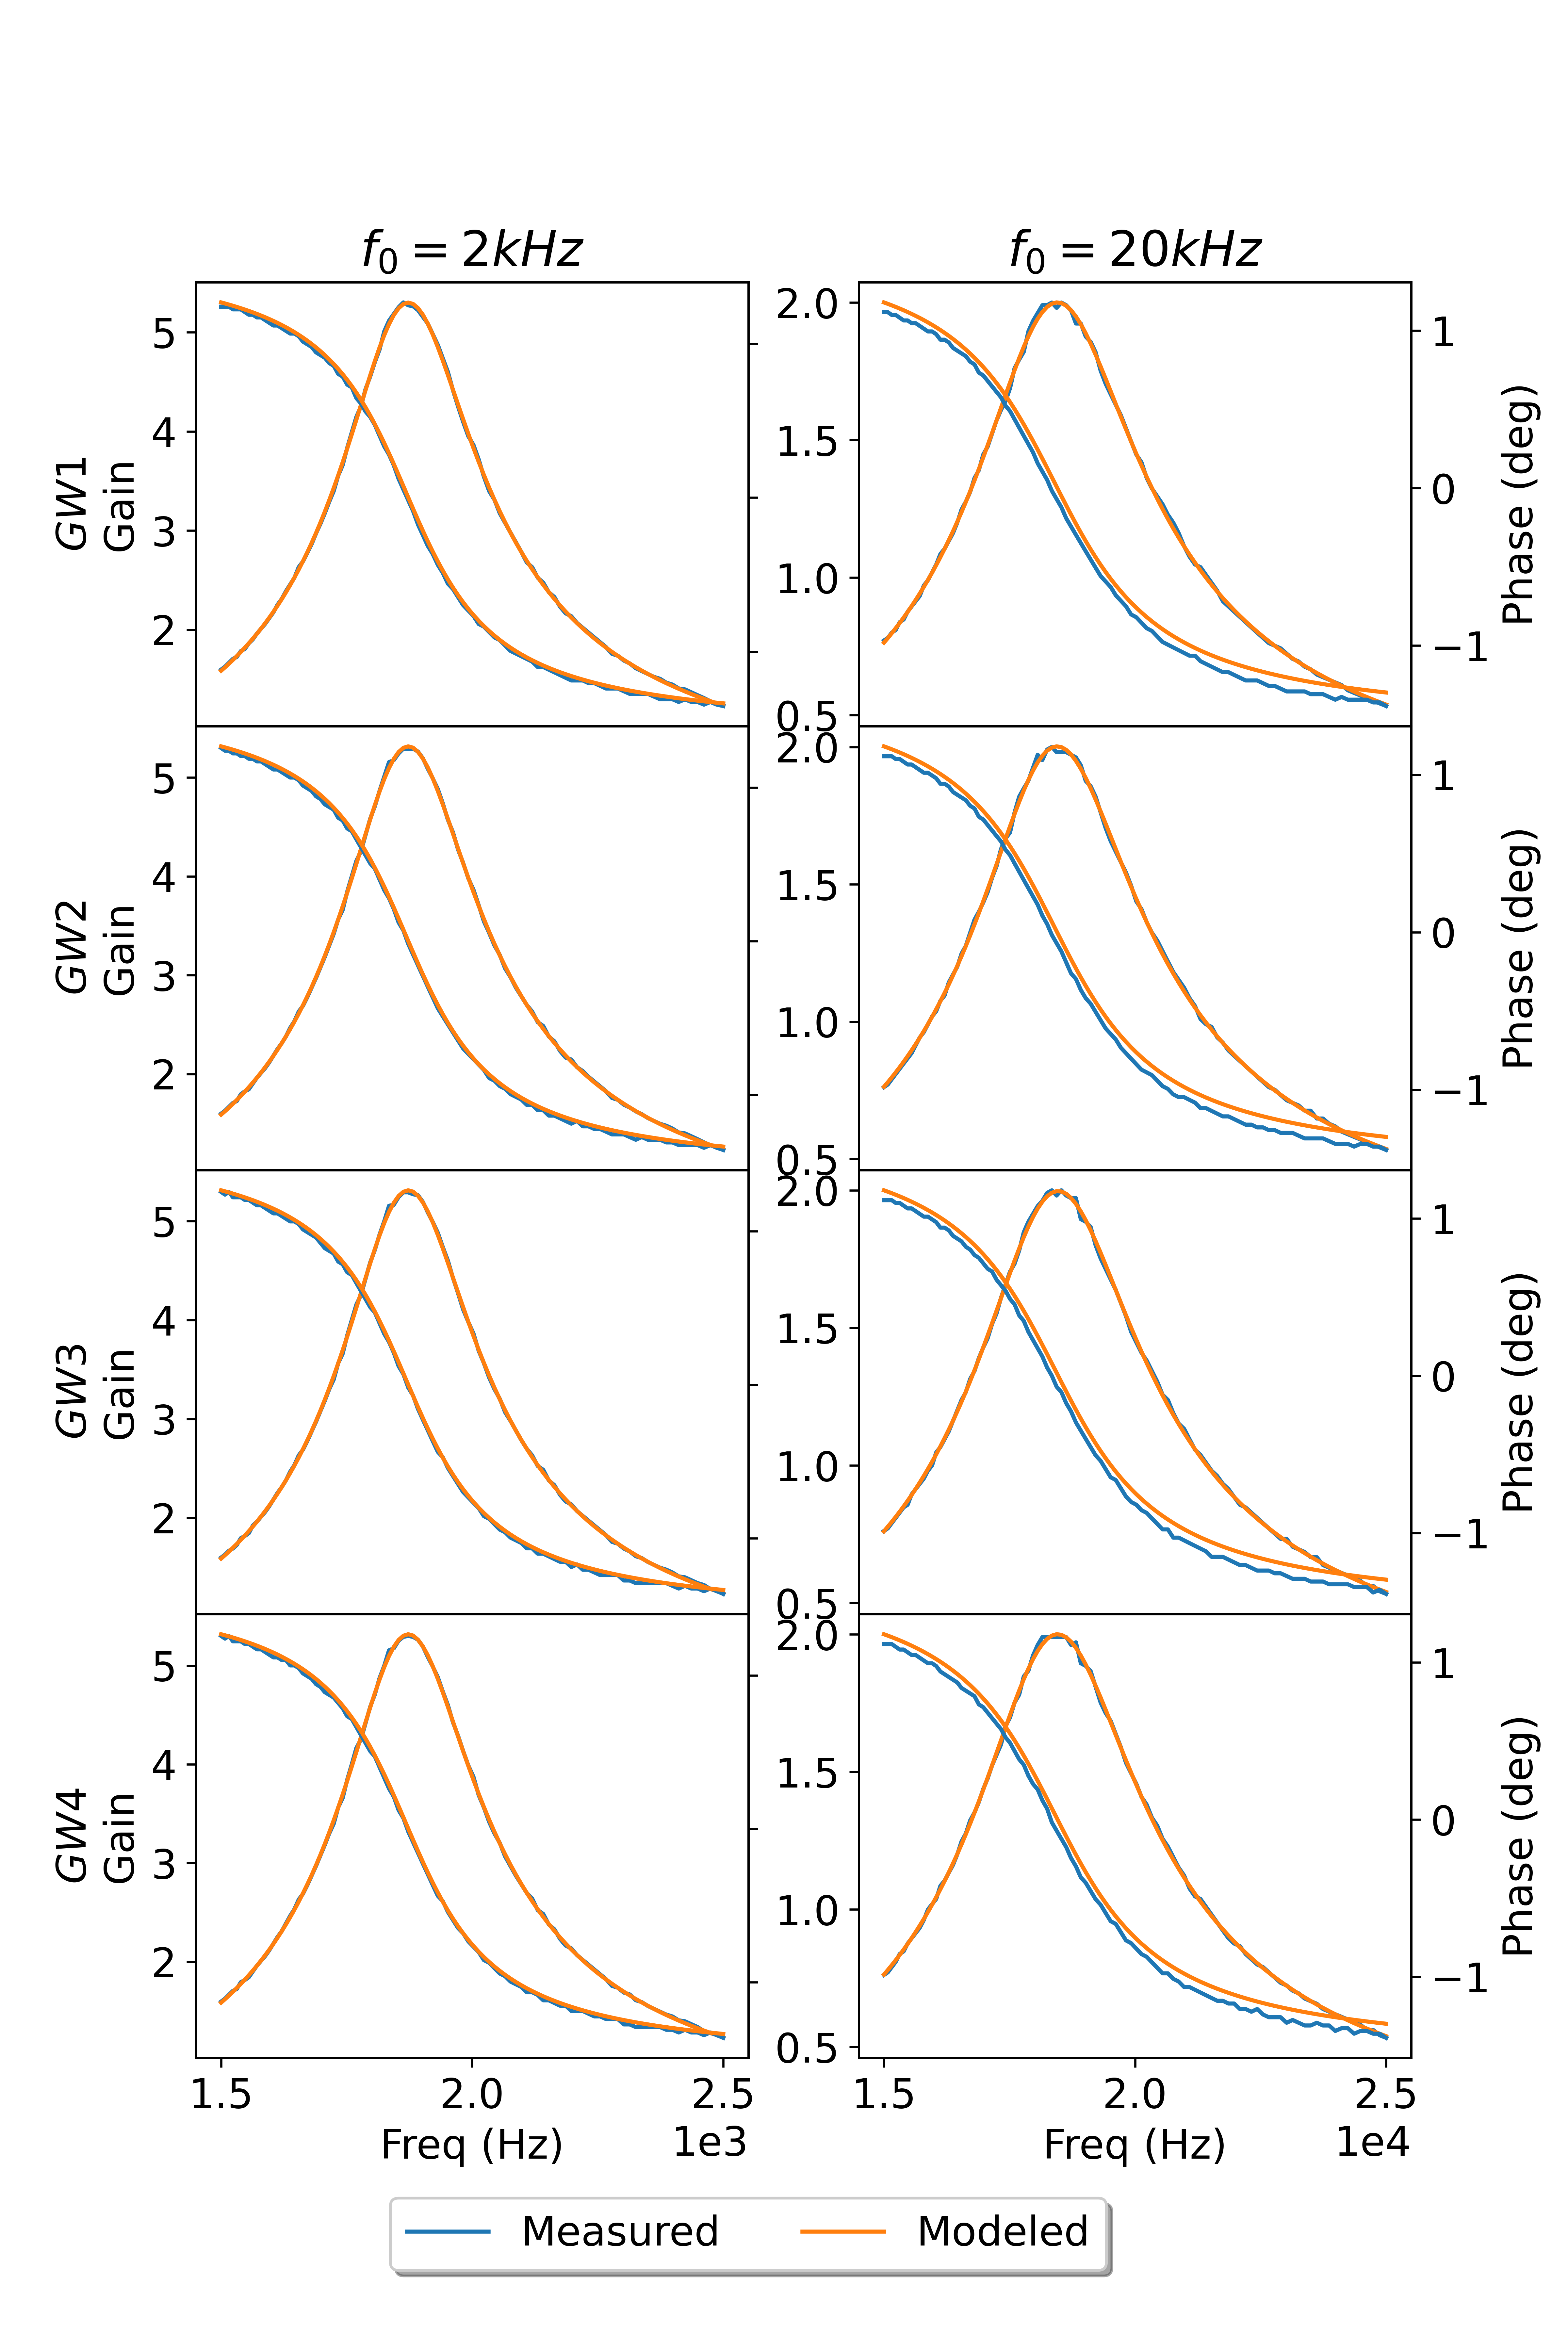 f0 = 2kHz
f0 = 20kHz
GW1
Gain
5
4
3
2
2.0
1.5
1.0
0.5
1
0
−1
Phase (deg)
GW2
Gain
5
4
3
2
2.0
1.5
1.0
0.5
1
0
−1
Phase (deg)
GW3
Gain
5
4
3
2
2.0
1.5
1.0
0.5
1
0
−1
Phase (deg)
GW4
Gain
5
4
3
2
2.0
1.5
1.0
0.5
1
0
−1
Phase (deg)
1.5 2.0 2.5
Freq (Hz)
1e3
1.5 2.0 2.5
Freq (Hz)
1e4
Measured
Modeled